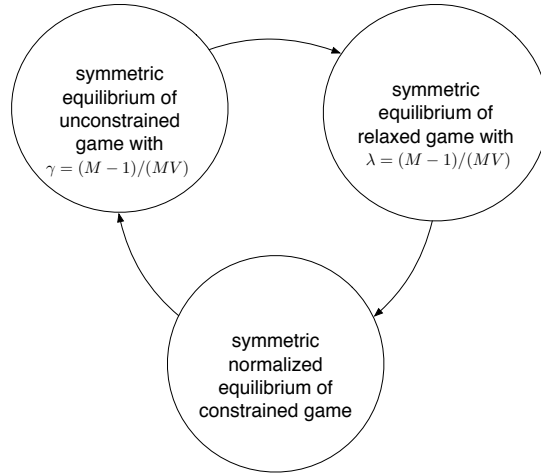 symmetric
equilibrium of
unconstrained
game with
γ = (M − 1)/(MV)
symmetric
equilibrium of
relaxed game with
λ = (M − 1)/(MV)
symmetric
normalized
equilibrium of
constrained game